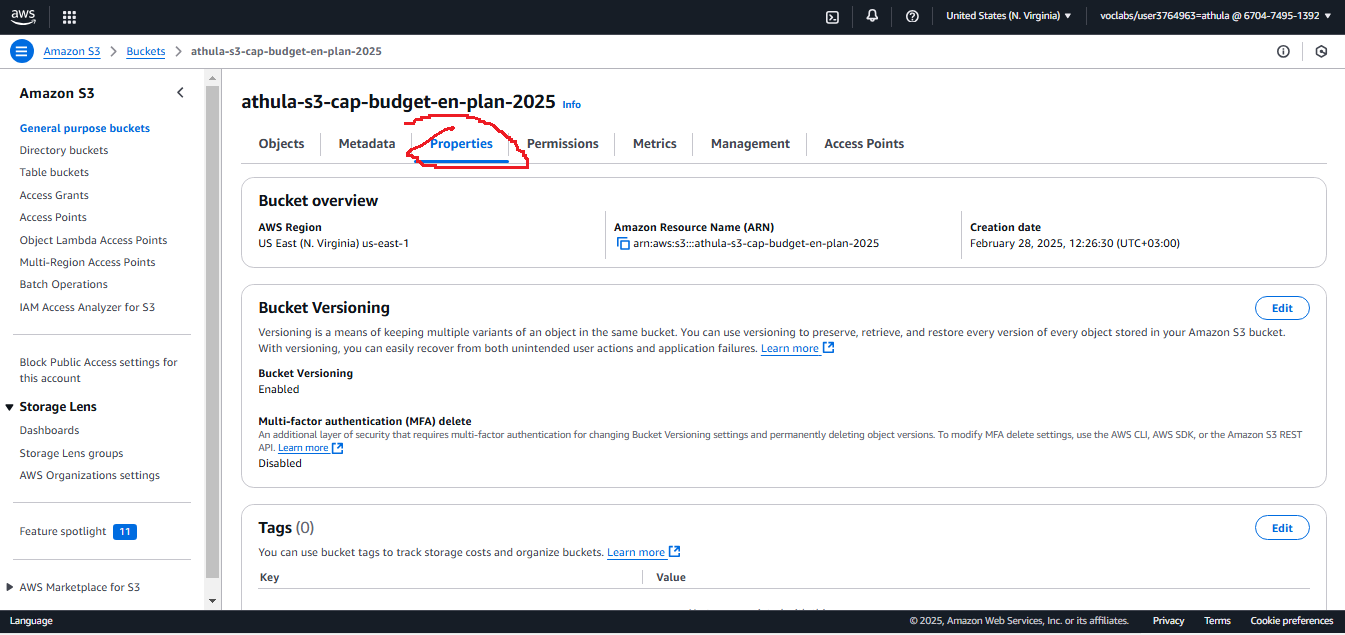 aws
United States (N. Virginia) ▼
voclabs/user3764963=athula @ 6704-7495-1392 ▼
Amazon S3 > Buckets > athula-s3-cap-budget-en-plan-2025
Amazon S3
General purpose buckets
Directory buckets
Table buckets
Access Grants
Access Points
Object Lambda Access Points
Multi-Region Access Points
Batch Operations
IAM Access Analyzer for S3
Block Public Access settings for
this account
Storage Lens
Dashboards
Storage Lens groups
AWS Organizations settings
Feature spotlight 11
AWS Marketplace for S3
athula-s3-cap-budget-en-plan-2025 Info
Objects Metadata Properties Permissions Metrics Management Access Points
Bucket overview
AWS Region
US East (N. Virginia) us-east-1
Amazon Resource Name (ARN)
arn:aws:s3:::athula-s3-cap-budget-en-plan-2025
Creation date
February 28, 2025, 12:26:30 (UTC+03:00)
Bucket Versioning
Edit
Versioning is a means of keeping multiple variants of an object in the same bucket. You can use versioning to preserve, retrieve, and restore every version of every object stored in your Amazon S3 bucket.
With versioning, you can easily recover from both unintended user actions and application failures. Learn more
Bucket Versioning
Enabled
Multi-factor authentication (MFA) delete
An additional layer of security that requires multi-factor authentication for changing Bucket Versioning settings and permanently deleting object versions. To modify MFA delete settings, use the AWS CLI, AWS SDK, or the Amazon S3 REST
API. Learn more
Disabled
Tags (0)
Edit
You can use bucket tags to track storage costs and organize buckets. Learn more
Key Value
Language
© 2025, Amazon Web Services, Inc. or its affiliates. Privacy Terms Cookie preferences